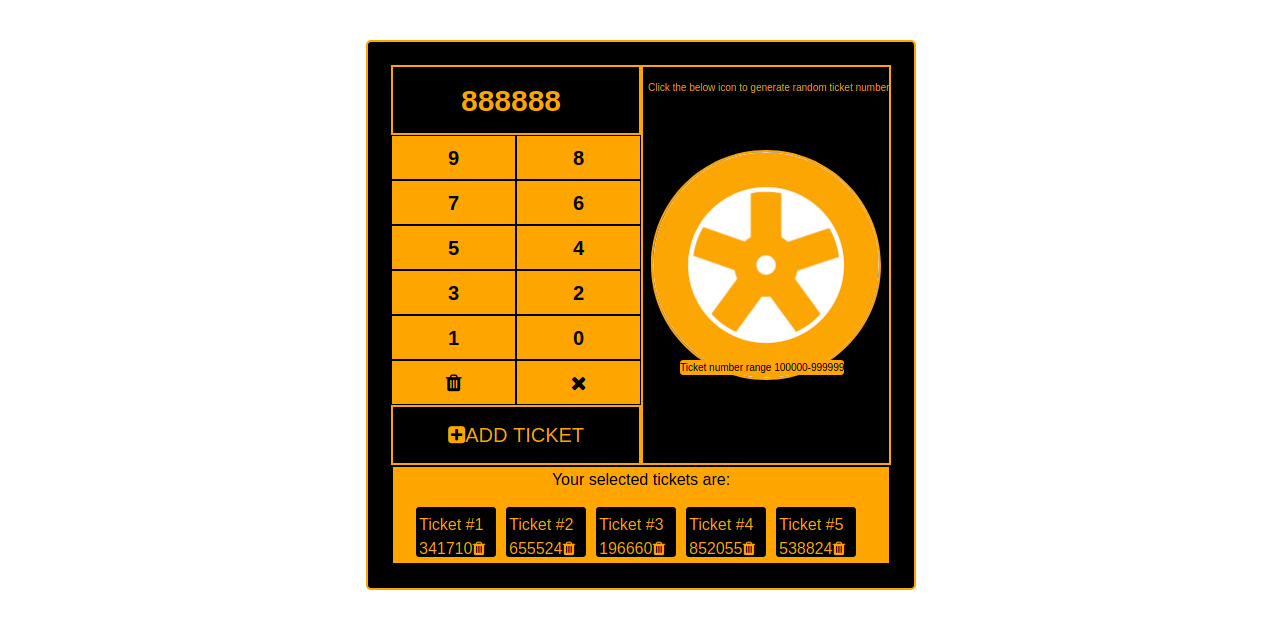 888888
Click the below icon to generate random ticket number
9 8
7 6
5 4
3 2
1 0
Ticket number range 100000-999999
ADD TICKET
Your selected tickets are:
Ticket #1 Ticket #2 Ticket #3 Ticket #4 Ticket #5
341710 655524 196660 852055 538824